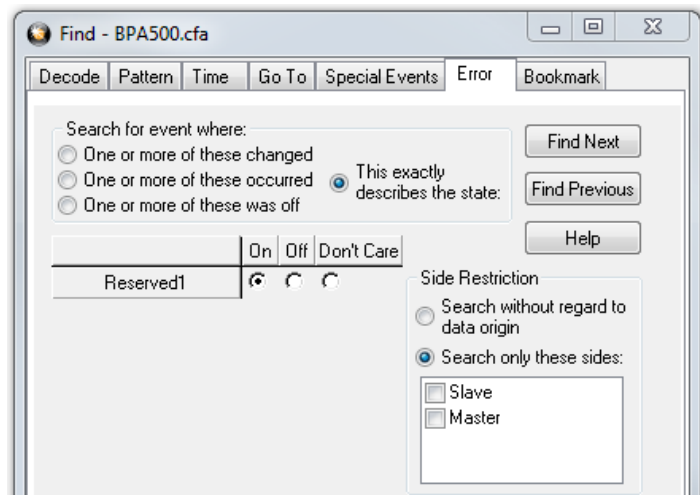 Find - BPA500.cfa
Decode Pattern Time Go To Special Events Error Bookmark
Search for event where:
One or more of these changed
One or more of these occurred
One or more of these was off
This exactly
describes the state:
Find Next
Find Previous
Help
On Off Don't Care
Reserved1
Side Restriction
Search without regard to
data origin
Search only these sides:
Slave
Master